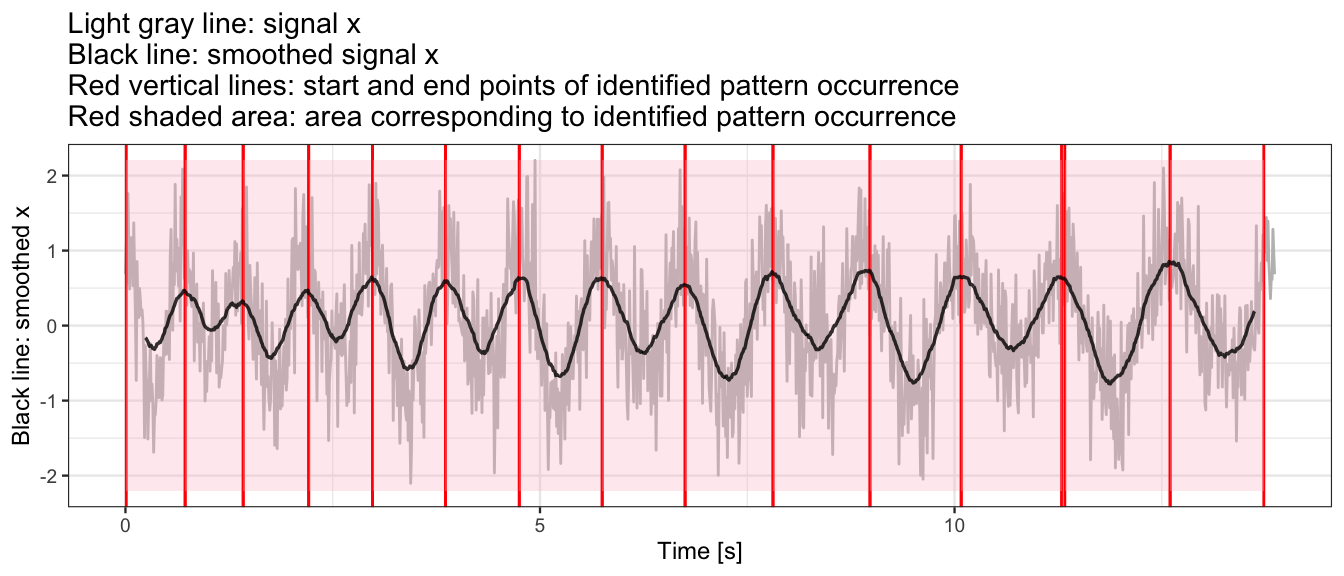 Light gray line: signal x
Black line: smoothed signal x
Red vertical lines: start and end points of identified pattern occurrence
Red shaded area: area corresponding to identified pattern occurrence
Black line: smoothed x
2
1
0
-1
-2
0
5
10
Time [s]